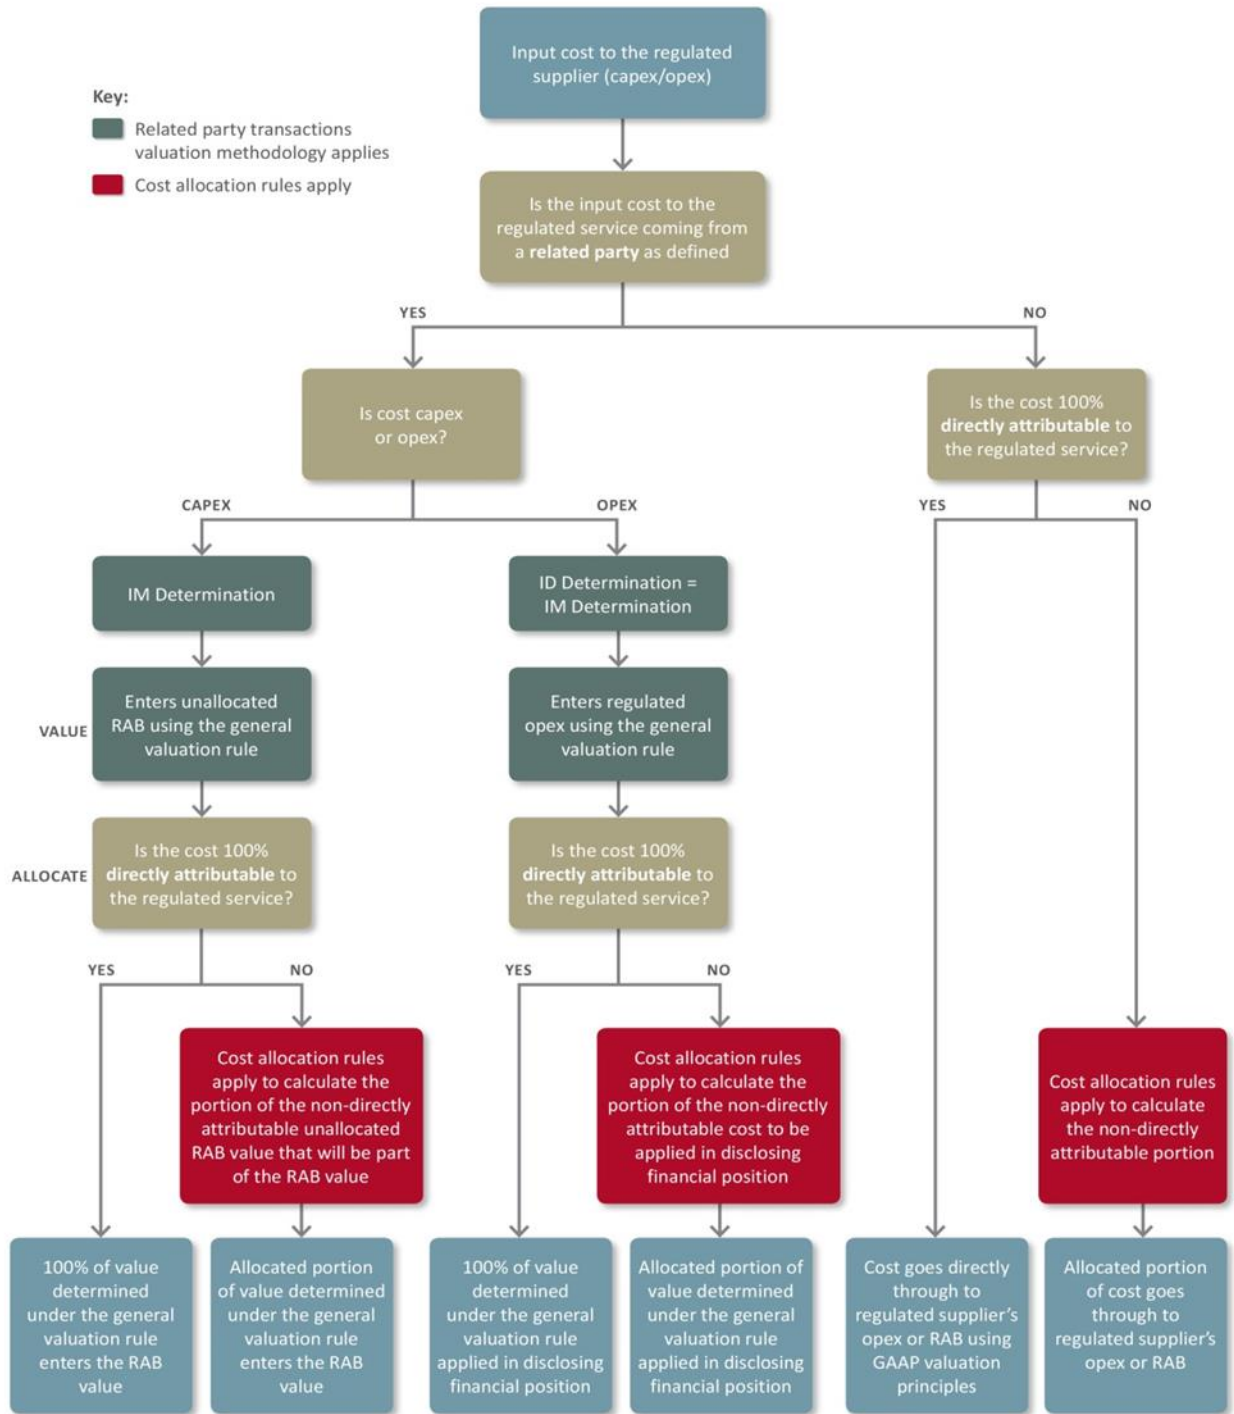 Input cost to the regulated
supplier (capex/opex)
Key:
Related party transactions
valuation methodology applies
Cost allocation rules apply
Is the input cost to the
regulated service coming from
a related party as defined
YES
NO
Is cost capex
or opex?
Is the cost 100%
directly attributable to
the regulated service?
CAPEX
OPEX
YES
NO
IM Determination
ID Determination =
IM Determination
VALUE
Enters unallocated
RAB using the general
valuation rule
Enters regulated
opex using the general
valuation rule
ALLOCATE
Is the cost 100%
directly attributable to
the regulated service?
Is the cost 100%
directly attributable to
the regulated service?
YES
NO
YES
NO
Cost allocation rules
apply to calculate the
portion of the non-directly
attributable unallocated
RAB value that will be part
of the RAB value
Cost allocation rules
apply to calculate the
portion of the non-directly
attributable cost to be
applied in disclosing
financial position
Cost allocation rules
apply to calculate
the non-directly
attributable portion
100% of value
determined
under the general
valuation rule
enters the RAB
value
Allocated portion
of value determined
under the general
valuation rule
enters the RAB
value
100% of value
determined
under the general
valuation rule
applied in disclosing
financial position
Allocated portion of
value determined
under the general
valuation rule
applied in disclosing
financial position
Cost goes directly
through to
regulated supplier's
opex or RAB using
GAAP valuation
principles
Allocated portion
of cost goes
through to
regulated supplier's
opex or RAB